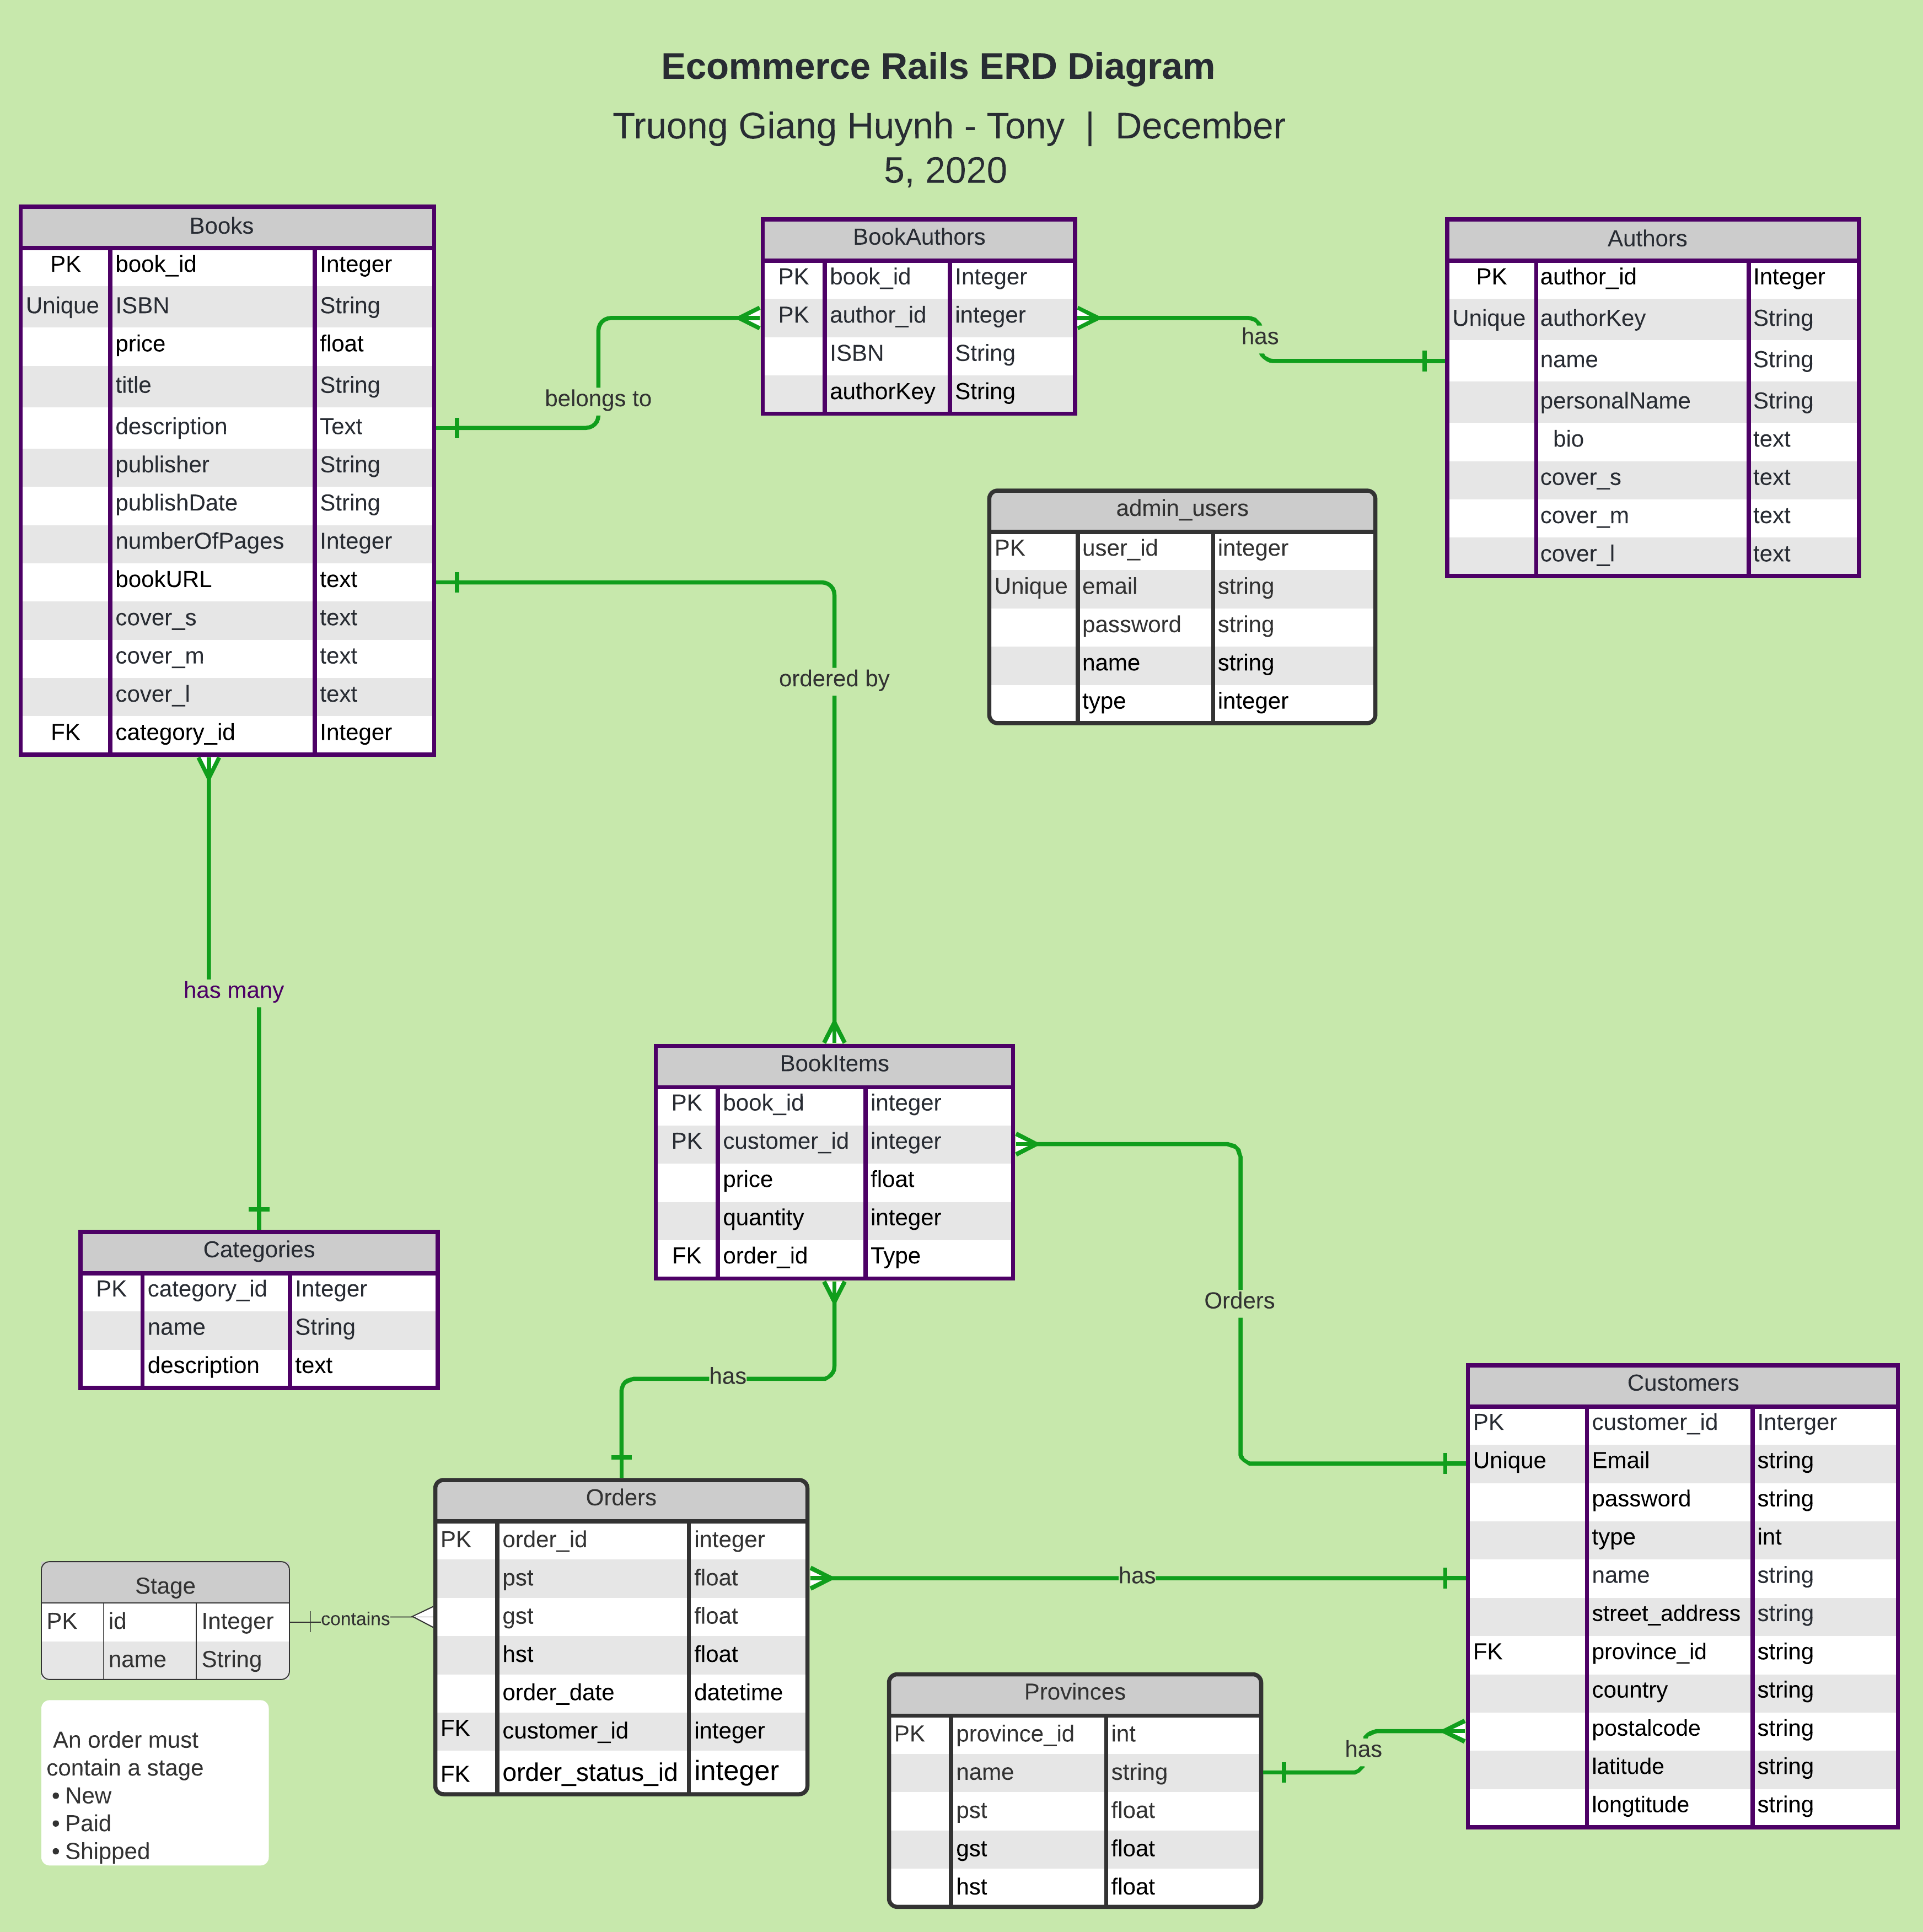 Ecommerce Rails ERD Diagram
Truong Giang Huynh - Tony | December
5, 2020
Books
PK book_id Integer
Unique ISBN String
price float
title String
description Text
publisher String
publishDate String
numberOfPages Integer
bookURL text
cover_s text
cover_m text
cover_l text
FK category_id Integer
belongs to
BookAuthors
PK book_id Integer
PK author_id integer
ISBN String
authorKey String
has
Authors
PK author_id Integer
Unique authorKey String
name String
personalName String
bio text
cover_s text
cover_m text
cover_l text
admin_users
PK user_id integer
Unique email string
password string
name string
type integer
ordered by
has many
BookItems
PK book_id integer
PK customer_id integer
price float
quantity integer
FK order_id Type
Categories
PK category_id Integer
name String
description text
Orders
has
Customers
PK customer_id Interger
Unique Email string
password string
type int
name string
street_address string
FK province_id string
country string
postalcode string
latitude string
longtitude string
Orders
PK order_id integer
pst float
gst float
hst float
order_date datetime
FK customer_id integer
FK order_status_id integer
has
Stage
PK id Integer
name String
contains
An order must
contain a stage
• New
• Paid
• Shipped
Provinces
PK province_id int
name string
pst float
gst float
hst float
has